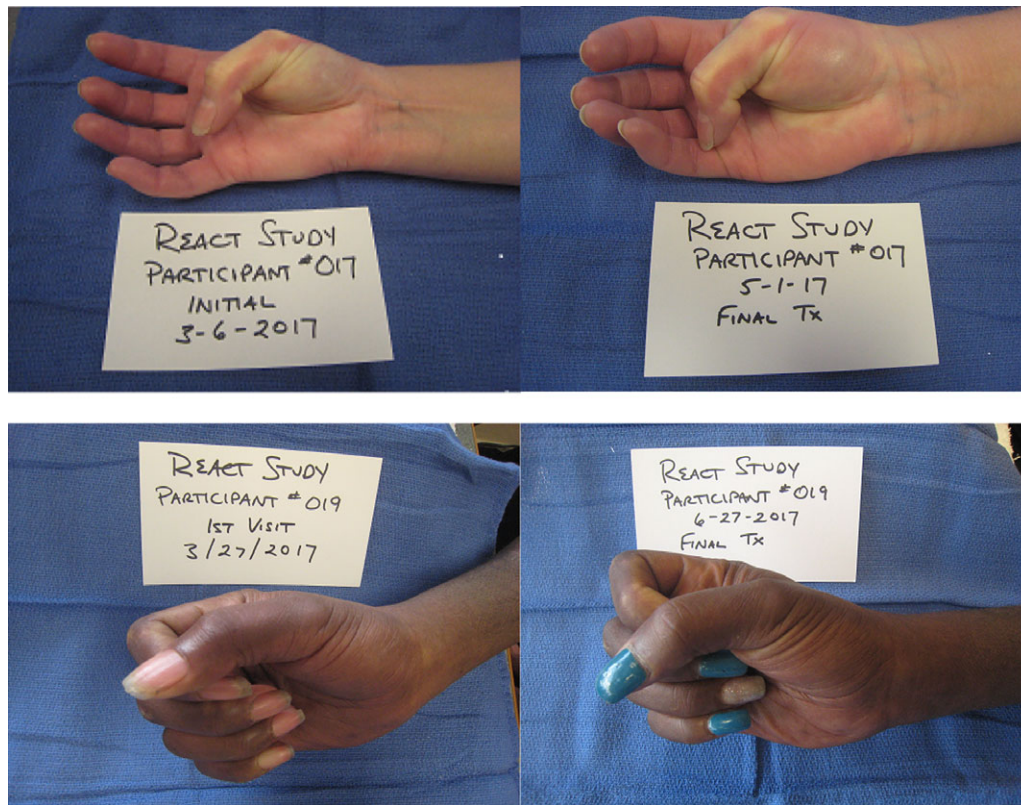 REACT STUDY
PARTICIPANT #017
INITIAL
3-6-2017
REACT STUDY
PARTICIPANT #017
5-1-17
FINAL TX
REACT STUDY
PARTICIPANT #019
1ST VISIT
3/27/2017
REACT STUDY
PARTICIPANT #019
6-27-2017
FINAL TX